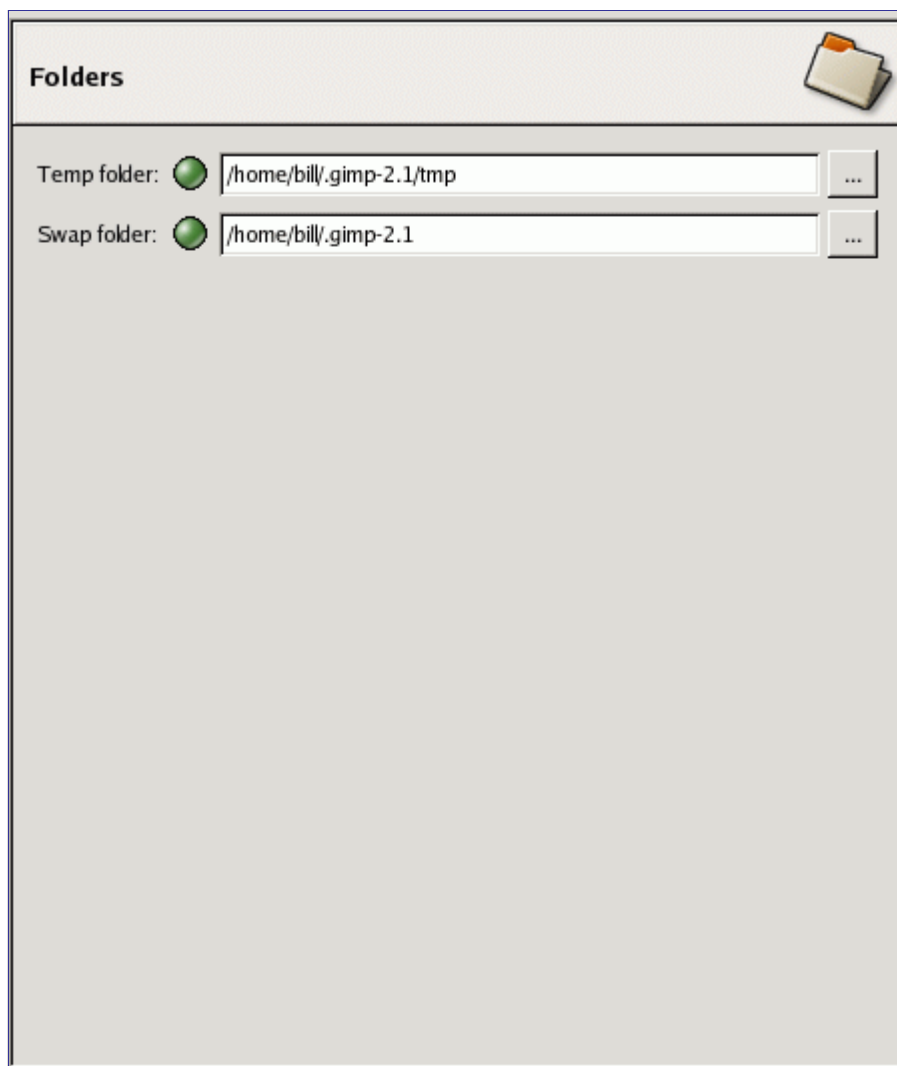 Folders
Temp folder: /home/bill/.gimp-2.1/tmp ...
Swap folder: /home/bill/.gimp-2.1 ...